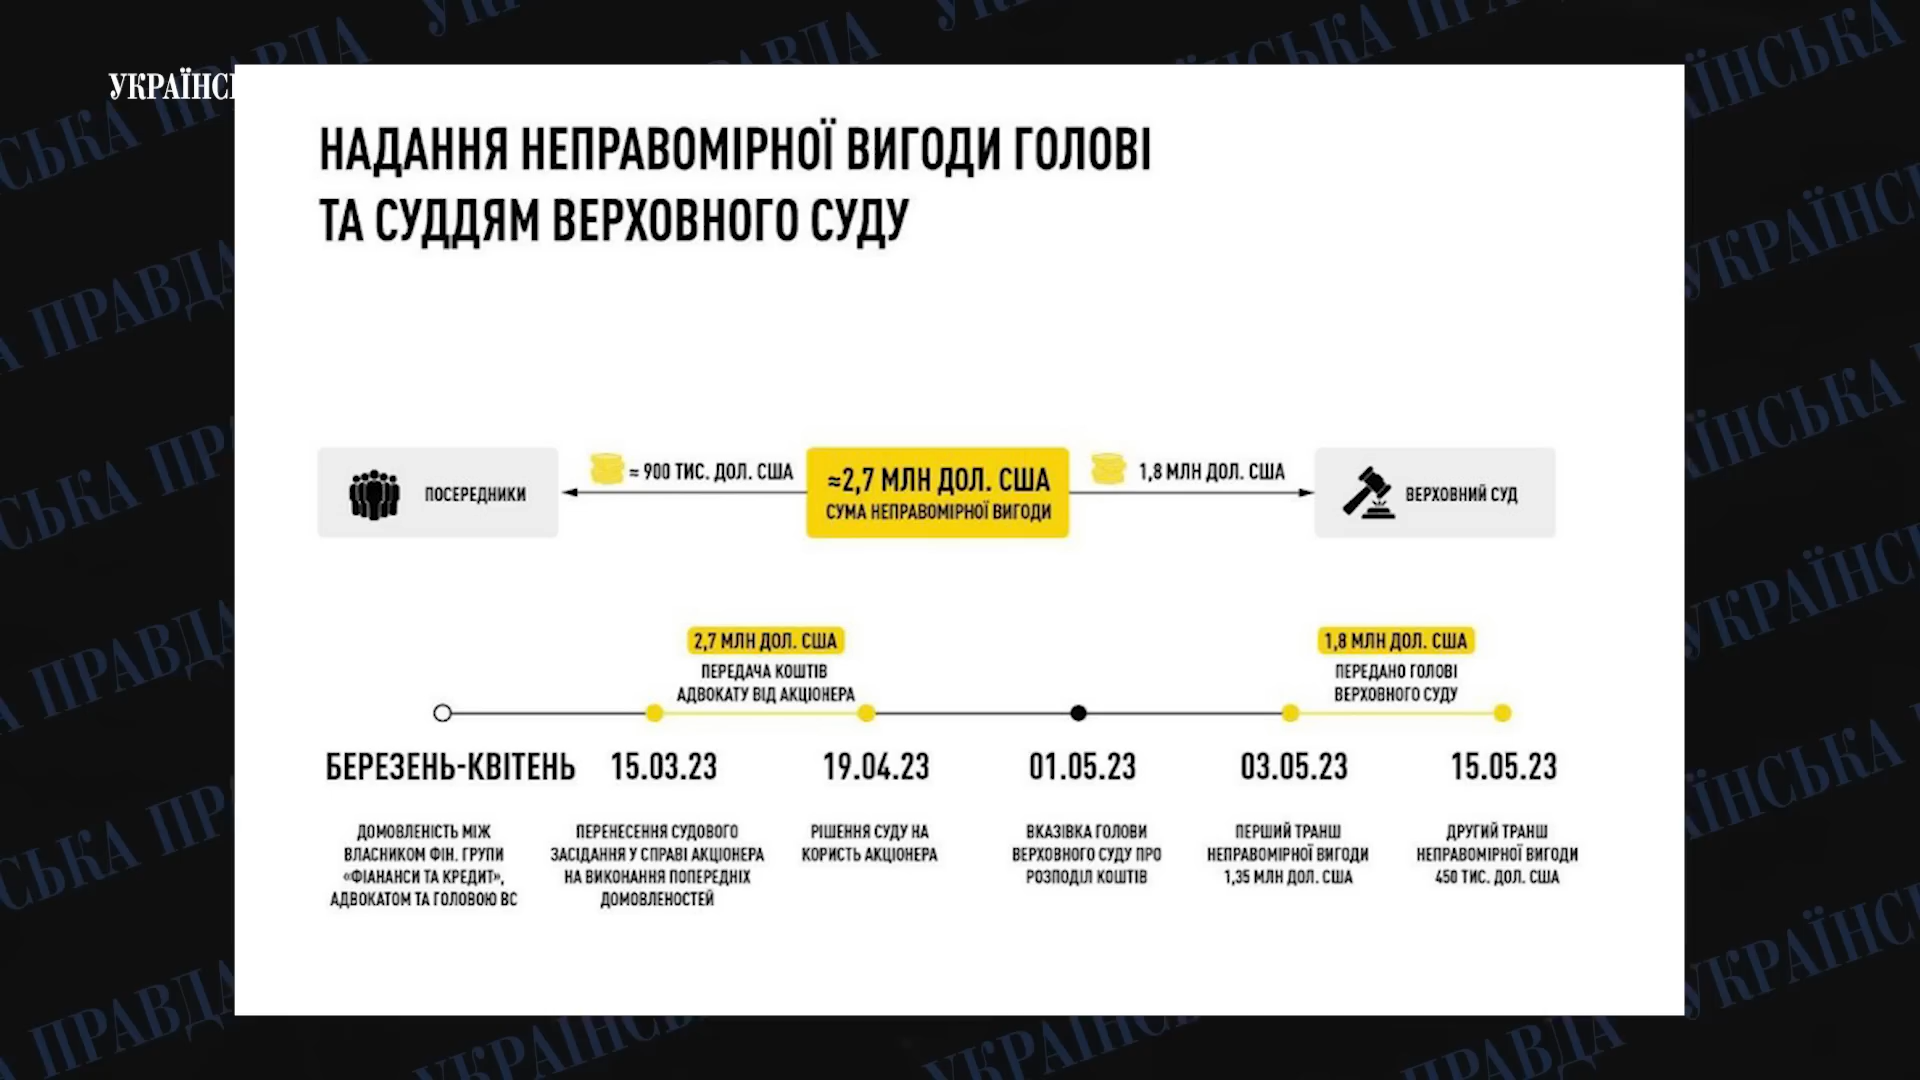 УКРАЇНСЬ
НАДАННЯ НЕПРАВОМІРНОЇ ВИГОДИ ГОЛОВІ
ТА СУДДЯМ ВЕРХОВНОГО СУДУ
ПОСЕРЕДНИКИ
≈ 900 ТИС. ДОЛ. США
≈2,7 МЛН ДОЛ. США
СУМА НЕПРАВОМІРНОЇ ВИГОДИ
1,8 МЛН ДОЛ. США
ВЕРХОВНИЙ СУД
2,7 МЛН ДОЛ. США
ПЕРЕДАЧА КОШТІВ
АДВОКАТУ ВІД АКЦІОНЕРА
1,8 МЛН ДОЛ. США
ПЕРЕДАНО ГОЛОВІ
ВЕРХОВНОГО СУДУ
БЕРЕЗЕНЬ-КВІТЕНЬ
ДОМОВЛЕНІСТЬ МІЖ
ВЛАСНИКОМ ФІН. ГРУПИ
«ФІАНАНСИ ТА КРЕДИТ»,
АДВОКАТОМ ТА ГОЛОВОЮ ВС
15.03.23
ПЕРЕНЕСЕННЯ СУДОВОГО
ЗАСІДАННЯ У СПРАВІ АКЦІОНЕРА
НА ВИКОНАННЯ ПОПЕРЕДНІХ
ДОМОВЛЕНОСТЕЙ
19.04.23
РІШЕННЯ СУДУ НА
КОРИСТЬ АКЦІОНЕРА
01.05.23
ВКАЗІВКА ГОЛОВИ
ВЕРХОВНОГО СУДУ ПРО
РОЗПОДІЛ КОШТІВ
03.05.23
ПЕРШИЙ ТРАНШ
НЕПРАВОМІРНОЇ ВИГОДИ
1,35 МЛН ДОЛ. США
15.05.23
ДРУГИЙ ТРАНШ
НЕПРАВОМІРНОЇ ВИГОДИ
450 ТИС. ДОЛ. США